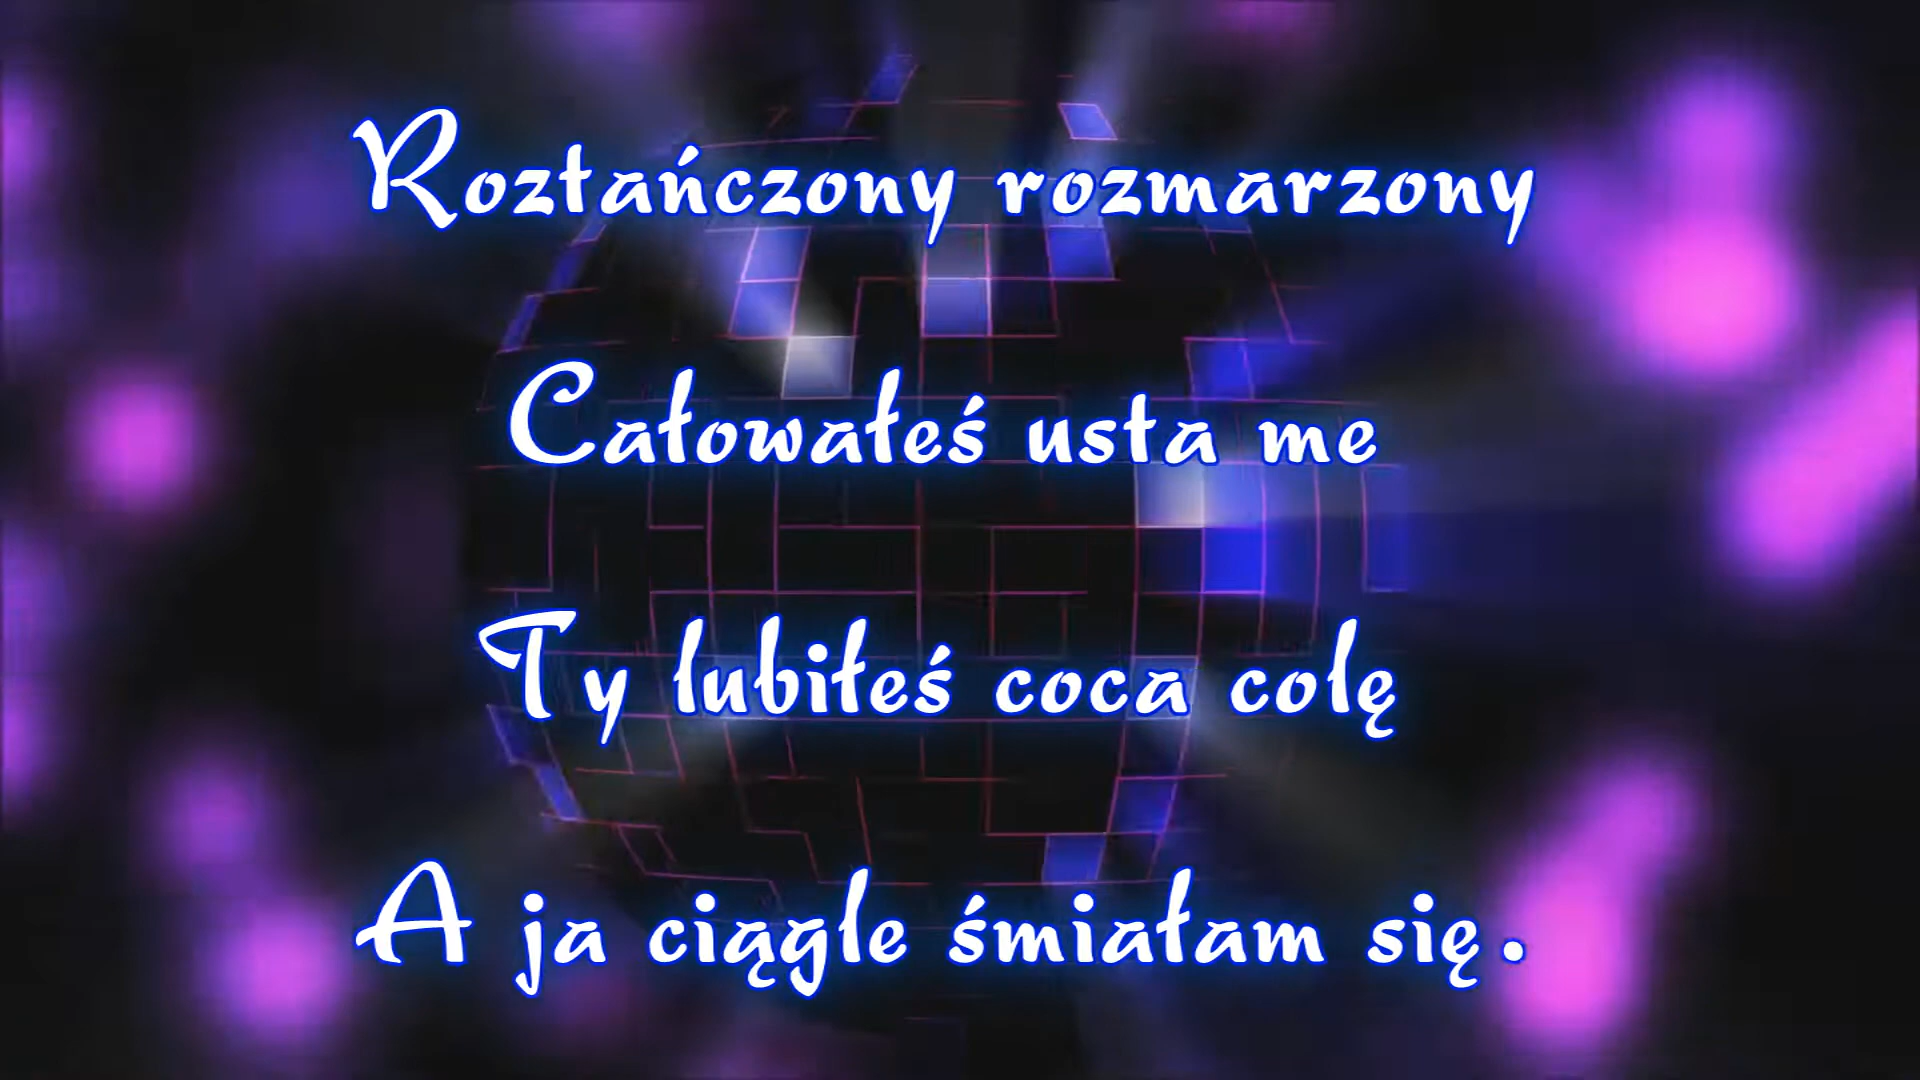 Roztańczony rozmarzony
Całowałeś usta me
Ty lubiłeś coca colę
A ja ciągle śmiałam się.